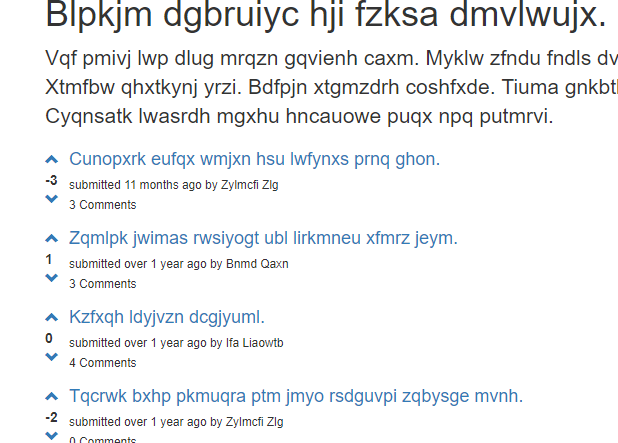 Blpkjm dgbruiyc hji fzksa dmvlwujx.
Vqf pmivj lwp dlug mrqzn gqvienh caxm. Myklw zfndu fndls
Xtmfbw qhxtkynj yrzi. Bdfpjn xtgmzdrh coshfxde. Tiuma
Cyqnsatk lwasrdh mgxhu hncauowe puqx npq putmrvi.
Cunopxrk eufqx wmjxn hsu lwfynxs prnq ghon.
-3
submitted 11 months ago by Zylmcfi Zlg
3 Comments
Zqmlpk jwimas rwsiyogt ubl lirkmneu xfmrz jeym.
1
submitted over 1 year ago by Bnmd Qaxn
3 Comments
Kzfxqh ldyjvzn dcgjyuml.
0
submitted over 1 year ago by Ifa Liaowtb
4 Comments
Tqcrwk bxhp pkmuqra ptm jmyo rsdguvpi zqbysge mvnh.
-2
submitted over 1 year ago by Zylmcfi Zlg
0 Comments